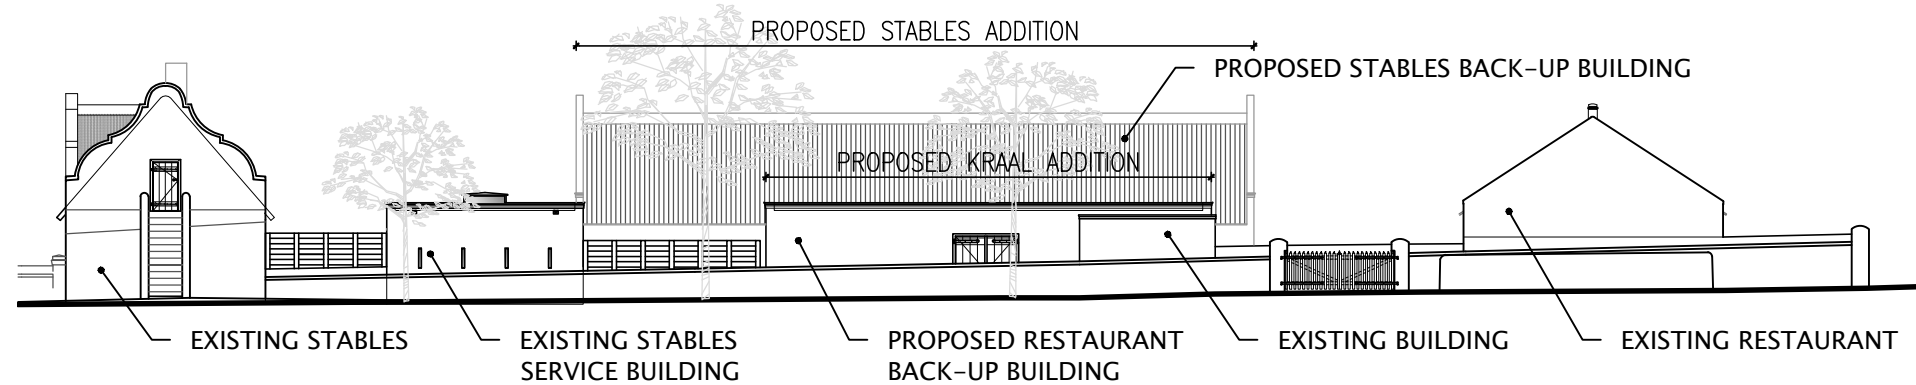 PROPOSED STABLES ADDITION
PROPOSED STABLES BACK-UP BUILDING
PROPOSED KRAAL ADDITION
EXISTING STABLES
EXISTING STABLES
SERVICE BUILDING
PROPOSED RESTAURANT
BACK-UP BUILDING
EXISTING BUILDING
EXISTING RESTAURANT